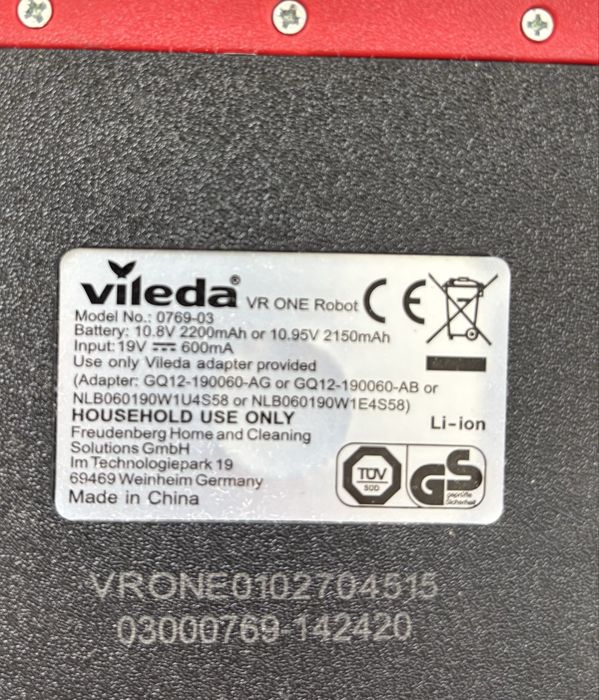 vileda® VR ONE Robot CE
Model No.: 0769-03
Battery: 10.8V 2200mAh or 10.95V 2150mAh
Input: 19V ⎓ 600mA
Use only Vileda adapter provided
(Adapter: GQ12-190060-AG or GQ12-190060-AB or
NLB060190W1U4S58 or NLB060190W1E4S58)
HOUSEHOLD USE ONLY
Li-ion
Freudenberg Home and Cleaning
Solutions GmbH
Im Technologiepark 19
69469 Weinheim Germany
Made in China
TÜV
SÜD
GS
geprüfte
Sicherheit
VRONE0102704515
03000769-142420